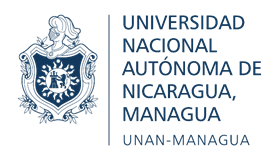 UNIVERSIDAD
NACIONAL
AUTÓNOMA DE
NICARAGUA,
MANAGUA
UNAN-MANAGUA